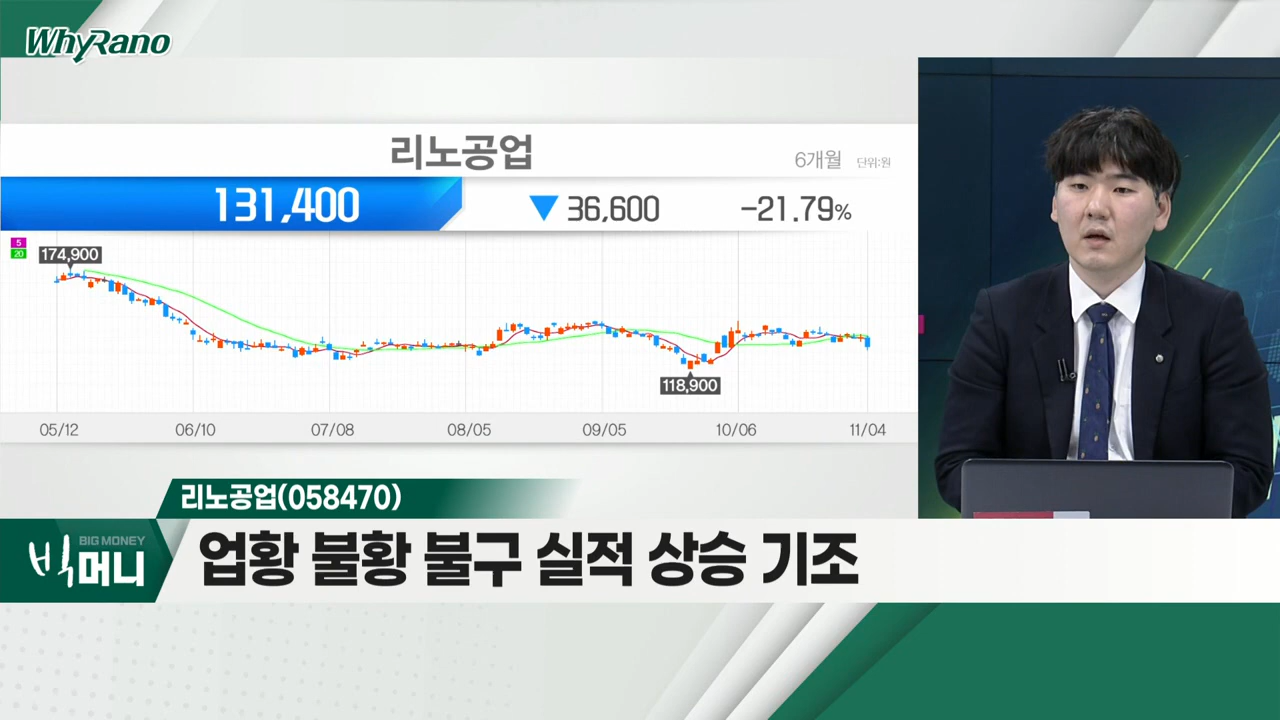 WhyRano
리노공업
6개월 단위:원
131,400 ▼36,600 -21.79%
5
20
174,900
118,900
05/12 06/10 07/08 08/05 09/05 10/06 11/04
리노공업(058470)
BIG MONEY
빅머니
업황 불황 불구 실적 상승 기조